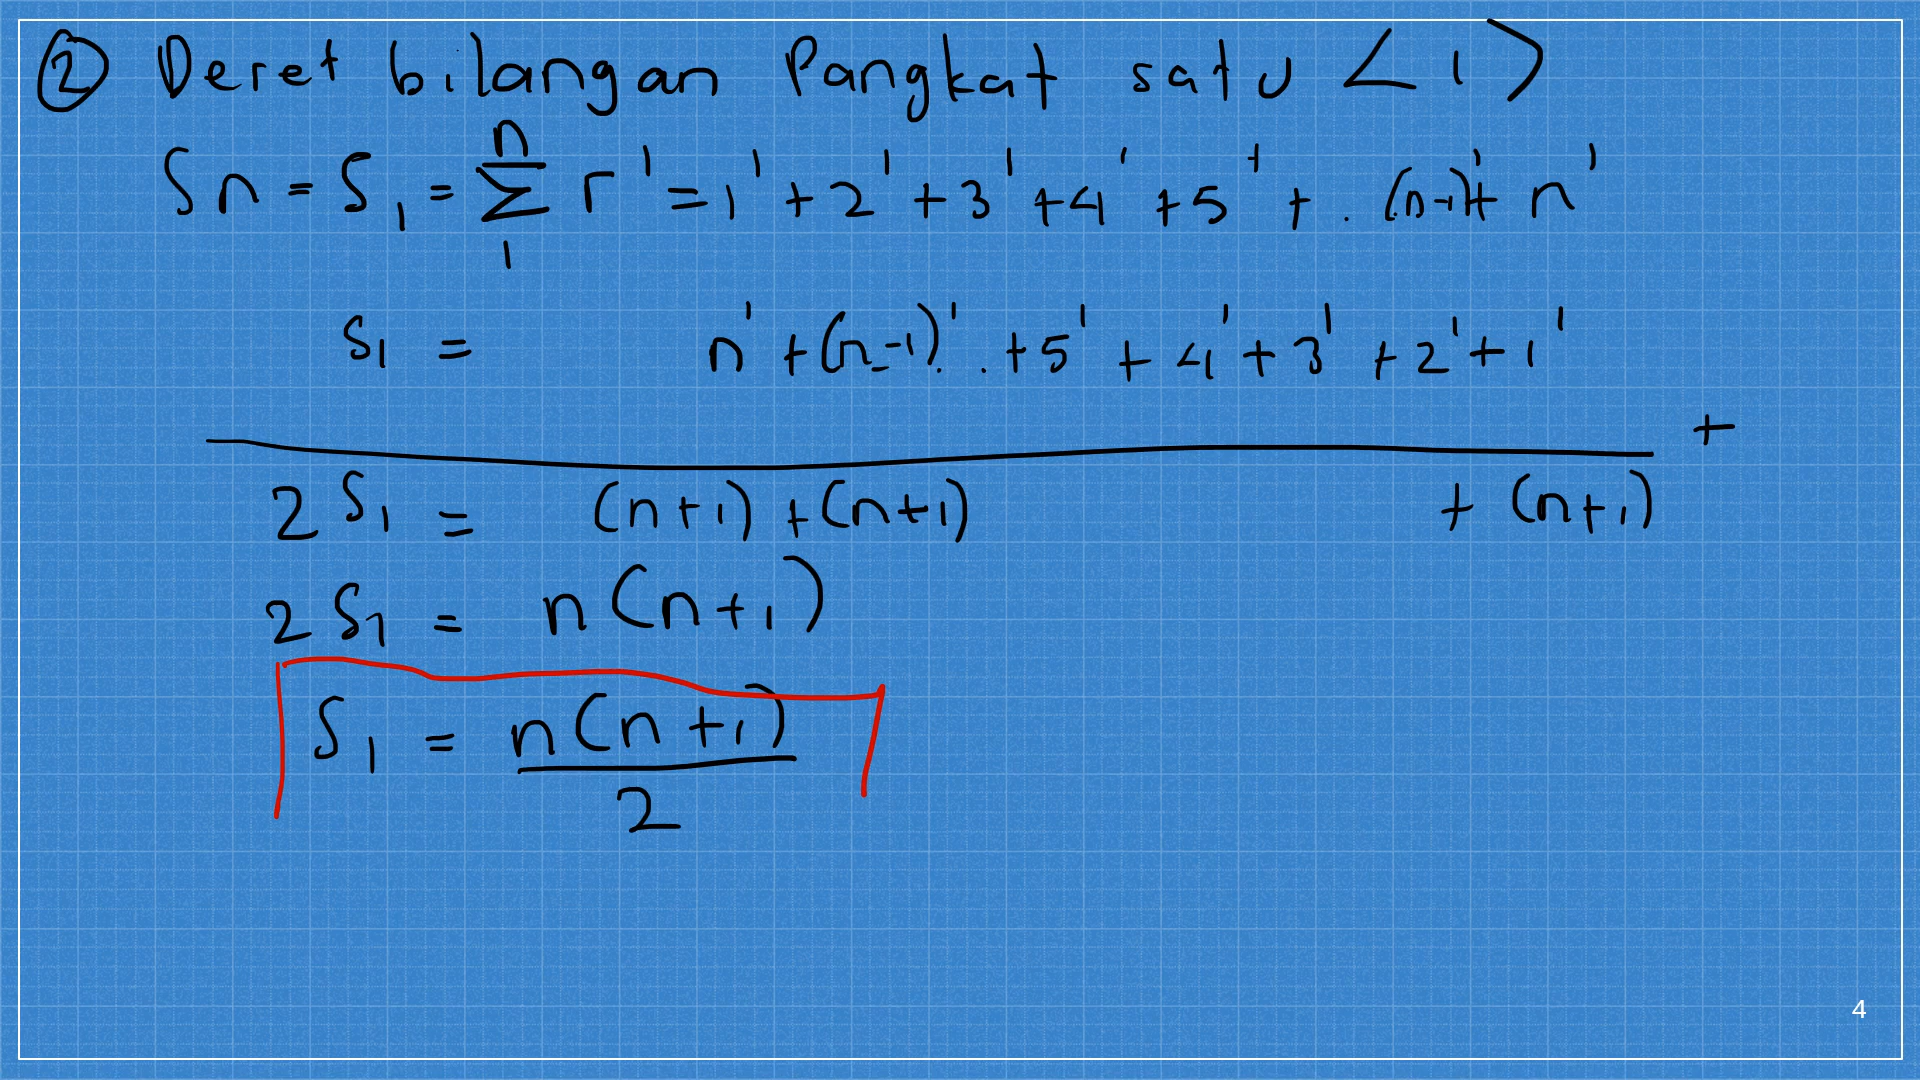 ② Deret bilangan Pangkat satu <1>
Sn = S₁ = ∑ₙ₌₁ⁿ r¹ = 1¹ + 2¹ + 3¹ + 4¹ + 5¹ + . (n-1)¹ + n¹
S₁ = n¹ + (n-1)¹ . . + 5¹ + 4¹ + 3¹ + 2¹ + 1¹
+
2S₁ = (n+1) + (n+1) + (n+1)
2S₁ = n(n+1)
S₁ = n(n+1)/2
4